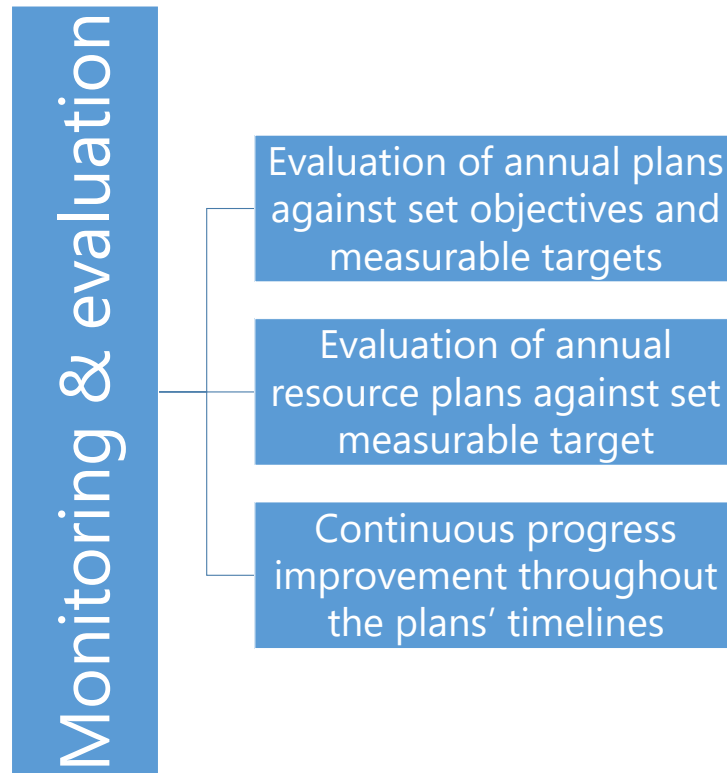 Monitoring & evaluation
Evaluation of annual plans
against set objectives and
measurable targets
Evaluation of annual
resource plans against set
measurable target
Continuous progress
improvement throughout
the plans’ timelines